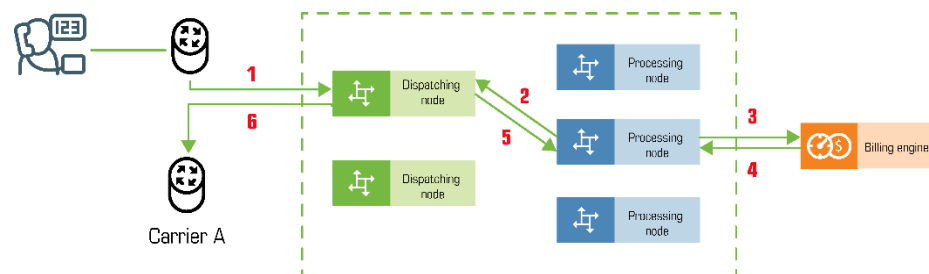 123
Processing
node
1
Dispatching
node
2
3
6
5
Processing
node
$
Billing engine
4
Dispatching
node
Processing
node
Carrier A